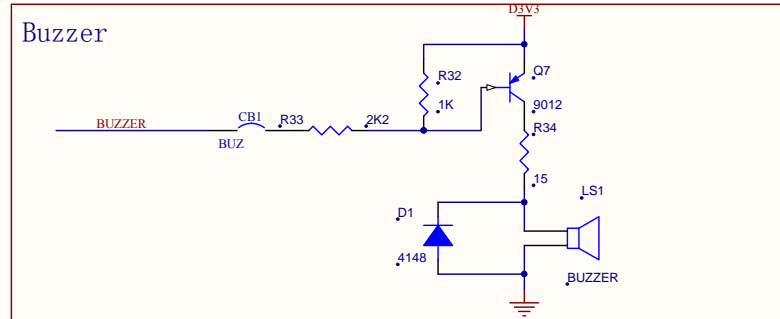 D3V3
Buzzer
R32
Q7
1K
9012
CB1
R33
2K2
R34
BUZZER
BUZ
15
LS1
D1
4148
BUZZER